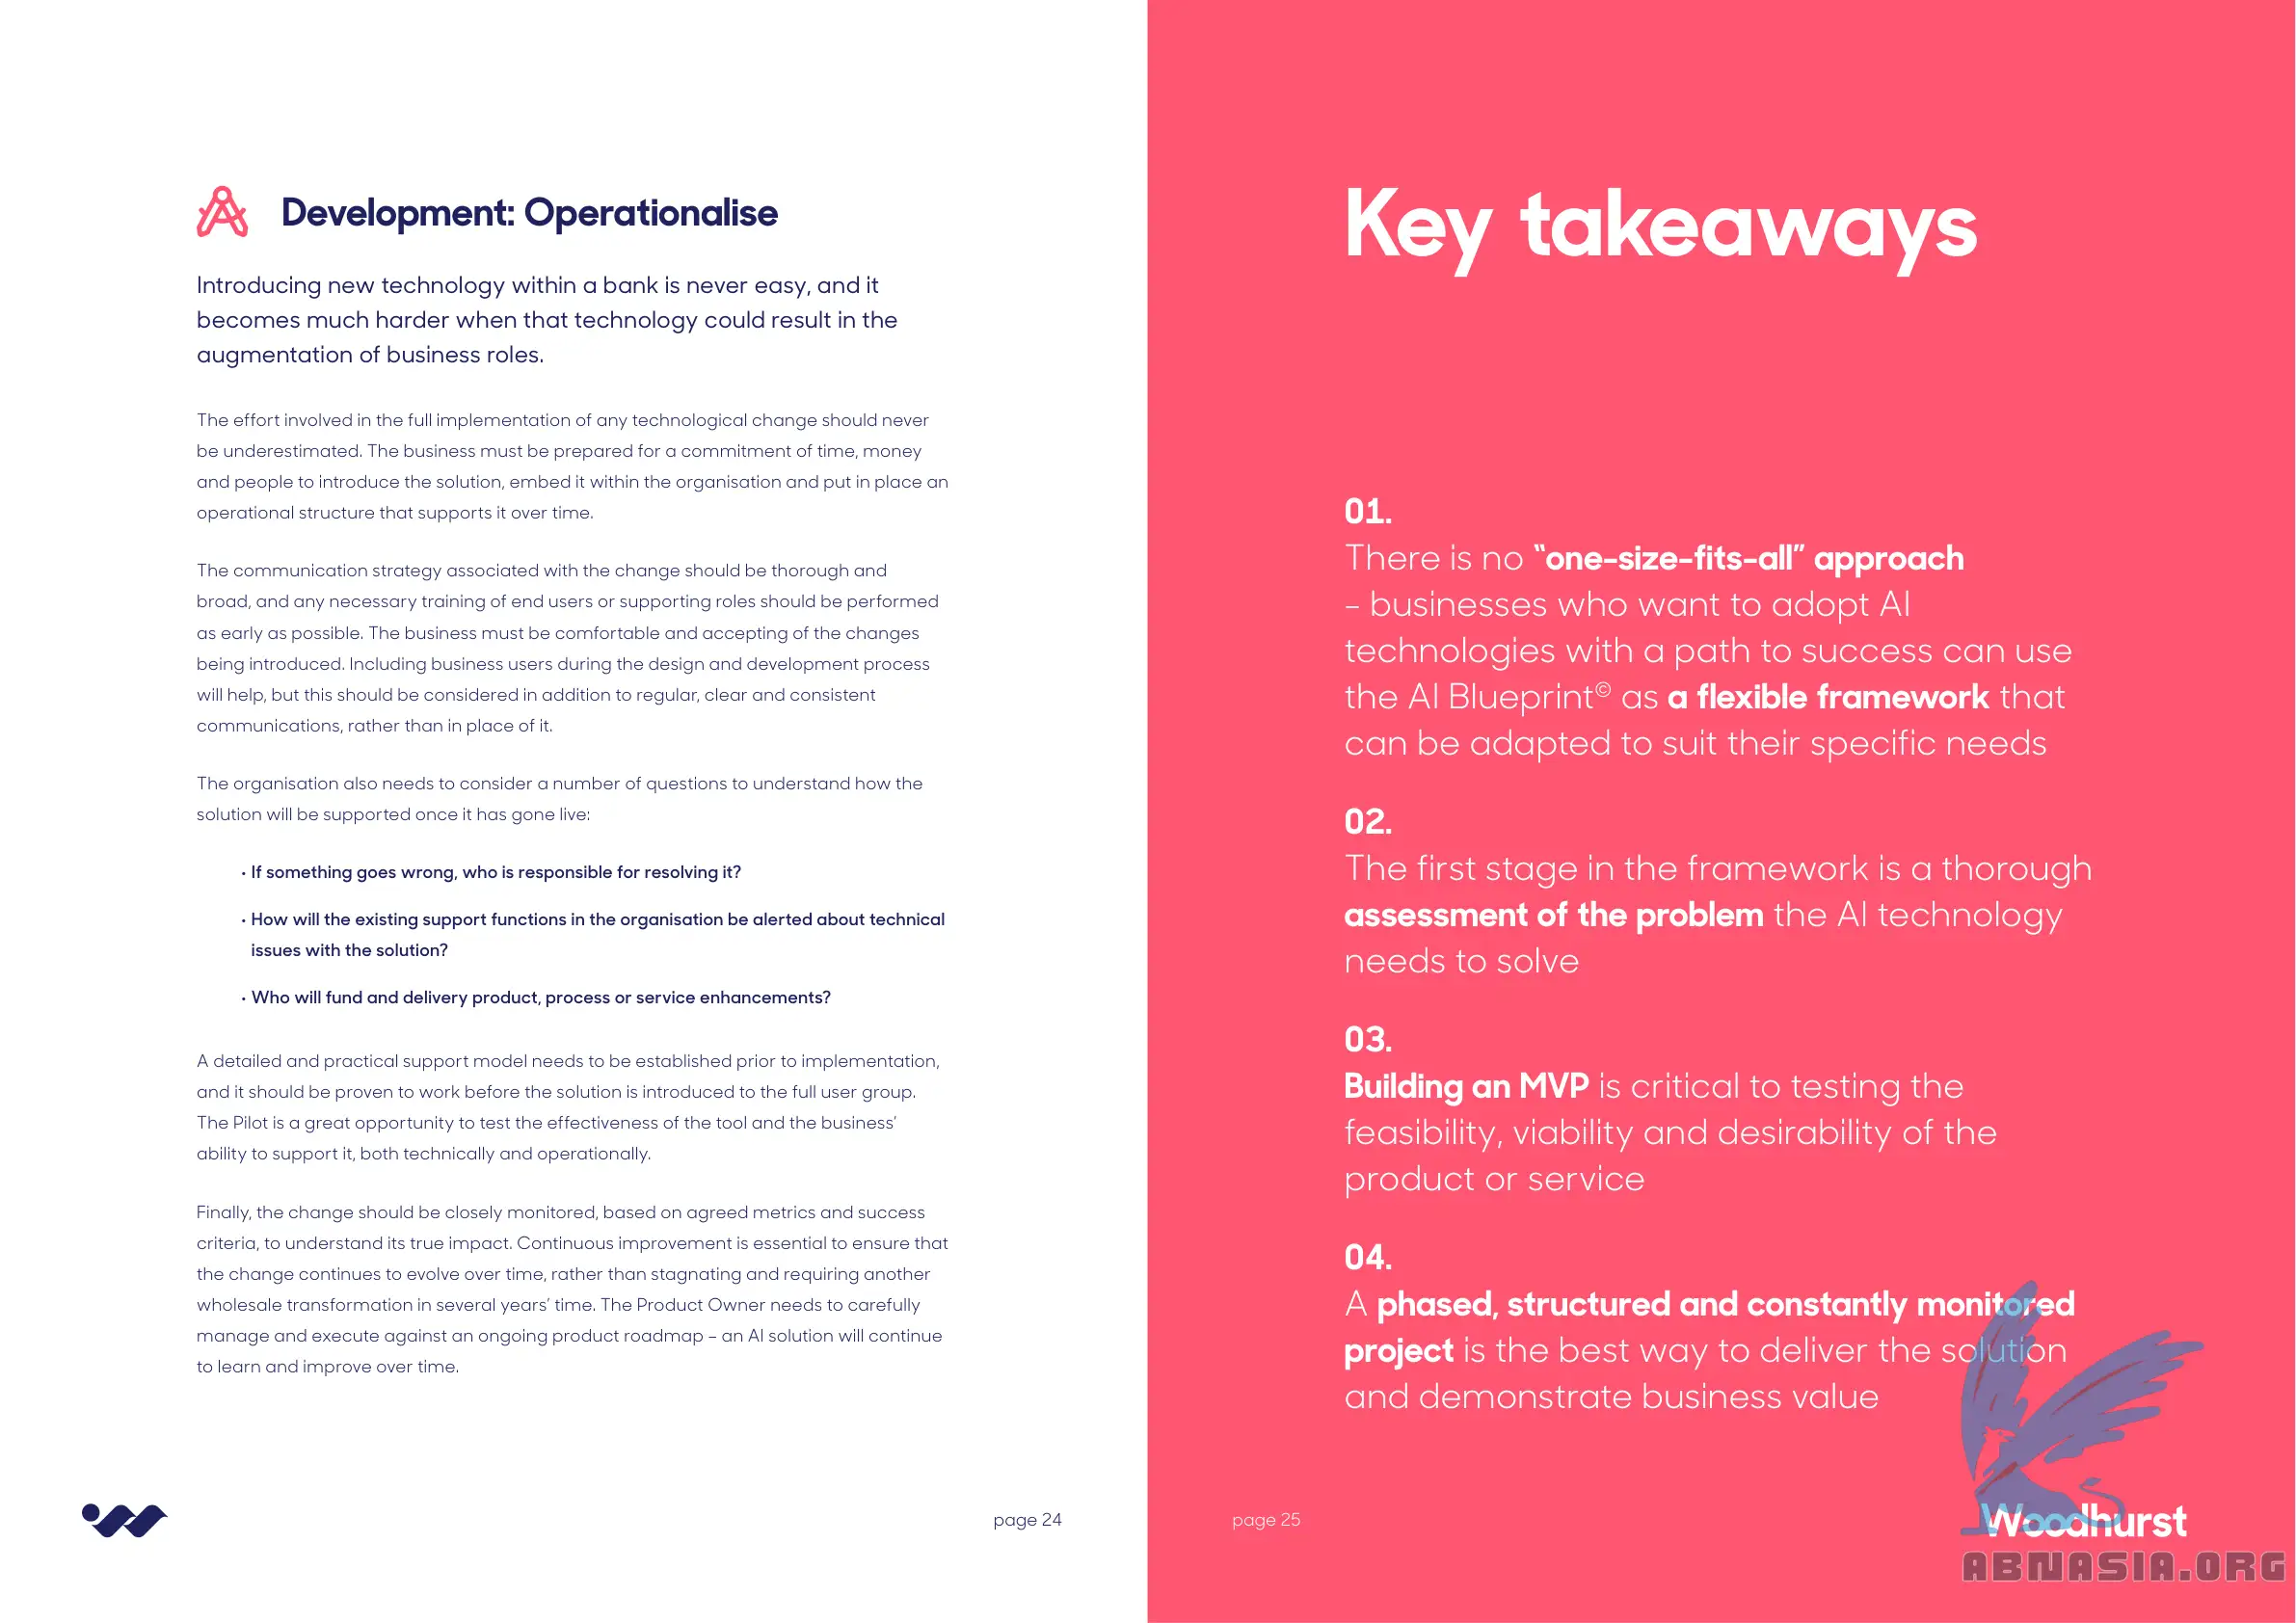 Development: Operationalise
Introducing new technology within a bank is never easy, and it
becomes much harder when that technology could result in the
augmentation of business roles.
The effort involved in the full implementation of any technological change should never
be underestimated. The business must be prepared for a commitment of time, money
and people to introduce the solution, embed it within the organisation and put in place an
operational structure that supports it over time.
The communication strategy associated with the change should be thorough and
broad, and any necessary training of end users or supporting roles should be performed
as early as possible. The business must be comfortable and accepting of the changes
being introduced. Including business users during the design and development process
will help, but this should be considered in addition to regular, clear and consistent
communications, rather than in place of it.
The organisation also needs to consider a number of questions to understand how the
solution will be supported once it has gone live:
• If something goes wrong, who is responsible for resolving it?
• How will the existing support functions in the organisation be alerted about technical
issues with the solution?
• Who will fund and delivery product, process or service enhancements?
A detailed and practical support model needs to be established prior to implementation,
and it should be proven to work before the solution is introduced to the full user group.
The Pilot is a great opportunity to test the effectiveness of the tool and the business’
ability to support it, both technically and operationally.
Finally, the change should be closely monitored, based on agreed metrics and success
criteria, to understand its true impact. Continuous improvement is essential to ensure that
the change continues to evolve over time, rather than stagnating and requiring another
wholesale transformation in several years’ time. The Product Owner needs to carefully
manage and execute against an ongoing product roadmap – an AI solution will continue
to learn and improve over time.
page 24
Key takeaways
01.
There is no “one-size-fits-all” approach
– businesses who want to adopt AI
technologies with a path to success can use
the AI Blueprint© as a flexible framework that
can be adapted to suit their specific needs
02.
The first stage in the framework is a thorough
assessment of the problem the AI technology
needs to solve
03.
Building an MVP is critical to testing the
feasibility, viability and desirability of the
product or service
04.
A phased, structured and constantly monitored
project is the best way to deliver the solution
and demonstrate business value
page 25
Woodhurst
ABNASIA.ORG